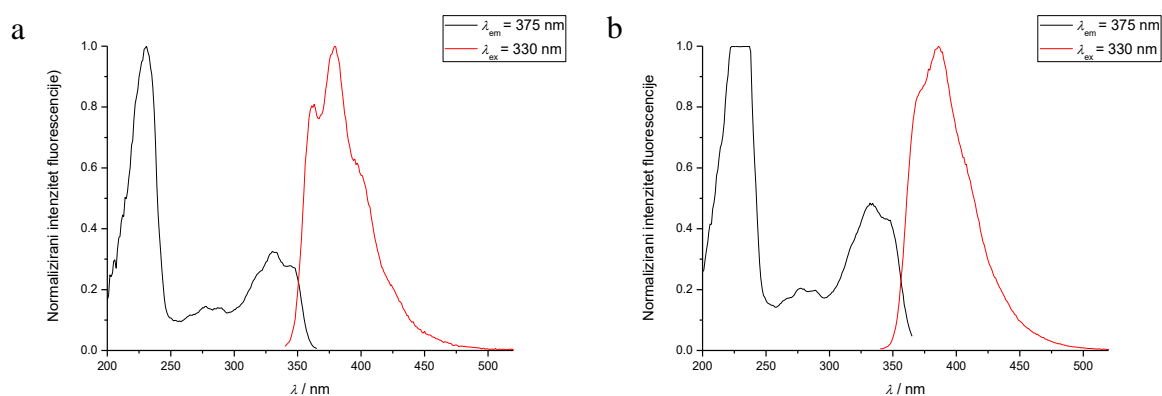 a
λem = 375 nm
λex = 330 nm
Normalizirani intenzitet fluorescencije)
1.0
0.8
0.6
0.4
0.2
0.0
200 250 300 350 400 450 500
λ / nm
b
λem = 375 nm
λex = 330 nm
Normalizirani intenzitet fluorescencije
1.0
0.8
0.6
0.4
0.2
0.0
200 250 300 350 400 450 500
λ / nm